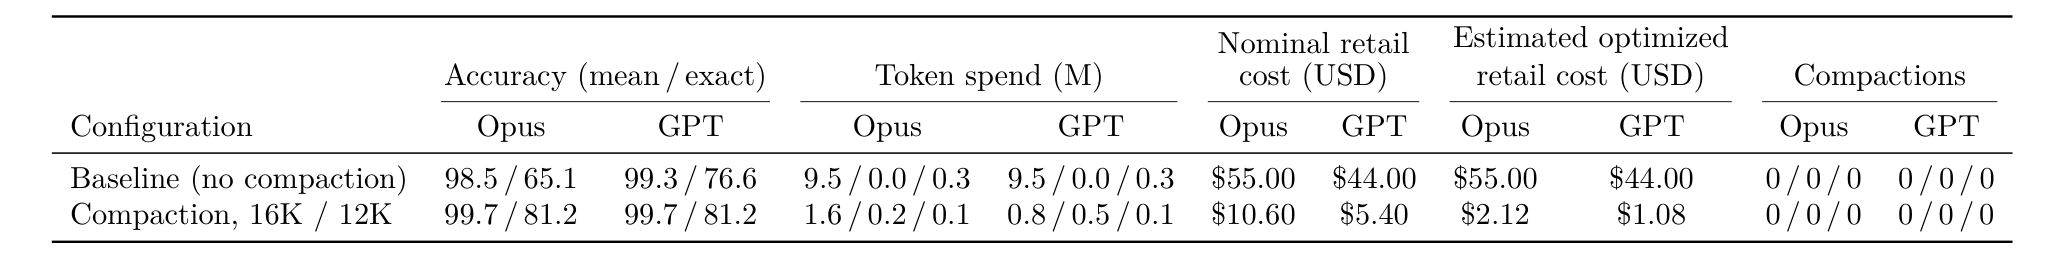 Nominal retail Estimated optimized
Accuracy (mean / exact) Token spend (M) cost (USD) retail cost (USD) Compactions
Configuration Opus GPT Opus GPT Opus GPT Opus GPT Opus GPT
Baseline (no compaction) 98.5 / 65.1 99.3 / 76.6 9.5 / 0.0 / 0.3 9.5 / 0.0 / 0.3 $55.00 $44.00 $55.00 $44.00 0 / 0 / 0 0 / 0 / 0
Compaction, 16K / 12K 99.7 / 81.2 99.7 / 81.2 1.6 / 0.2 / 0.1 0.8 / 0.5 / 0.1 $10.60 $5.40 $2.12 $1.08 0 / 0 / 0 0 / 0 / 0